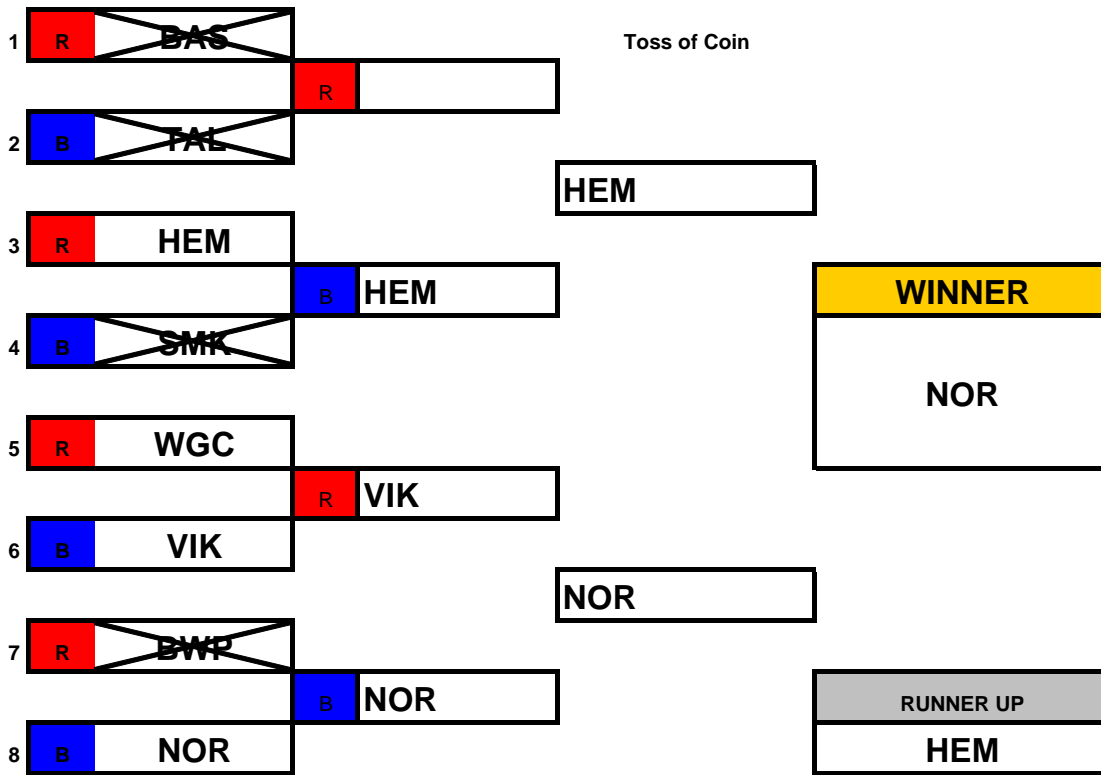 1 R BAS Toss of Coin
R
2 B TAL
HEM
3 R HEM
B HEM WINNER
4 B SMK
NOR
5 R WGC
R VIK
6 B VIK
NOR
7 R BWP
B NOR RUNNER UP
8 B NOR HEM